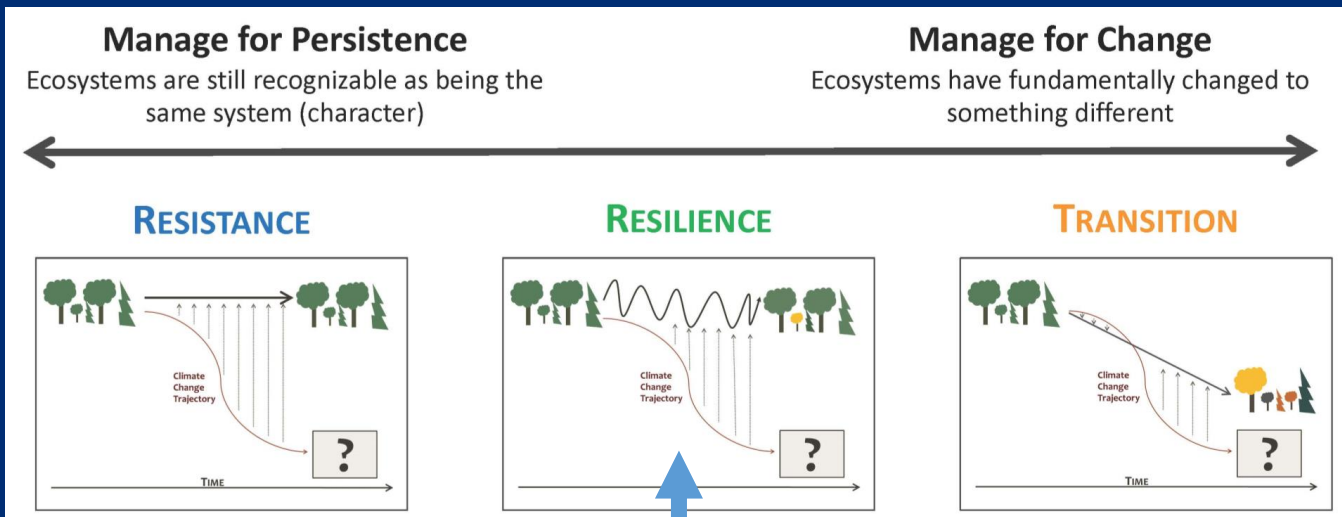 Manage for Persistence
Ecosystems are still recognizable as being the
same system (character)
Manage for Change
Ecosystems have fundamentally changed to
something different
RESISTANCE
Climate
Change
Trajectory
?
TIME
RESILIENCE
Climate
Change
Trajectory
?
TRANSITION
Climate
Change
Trajectory
?
TIME